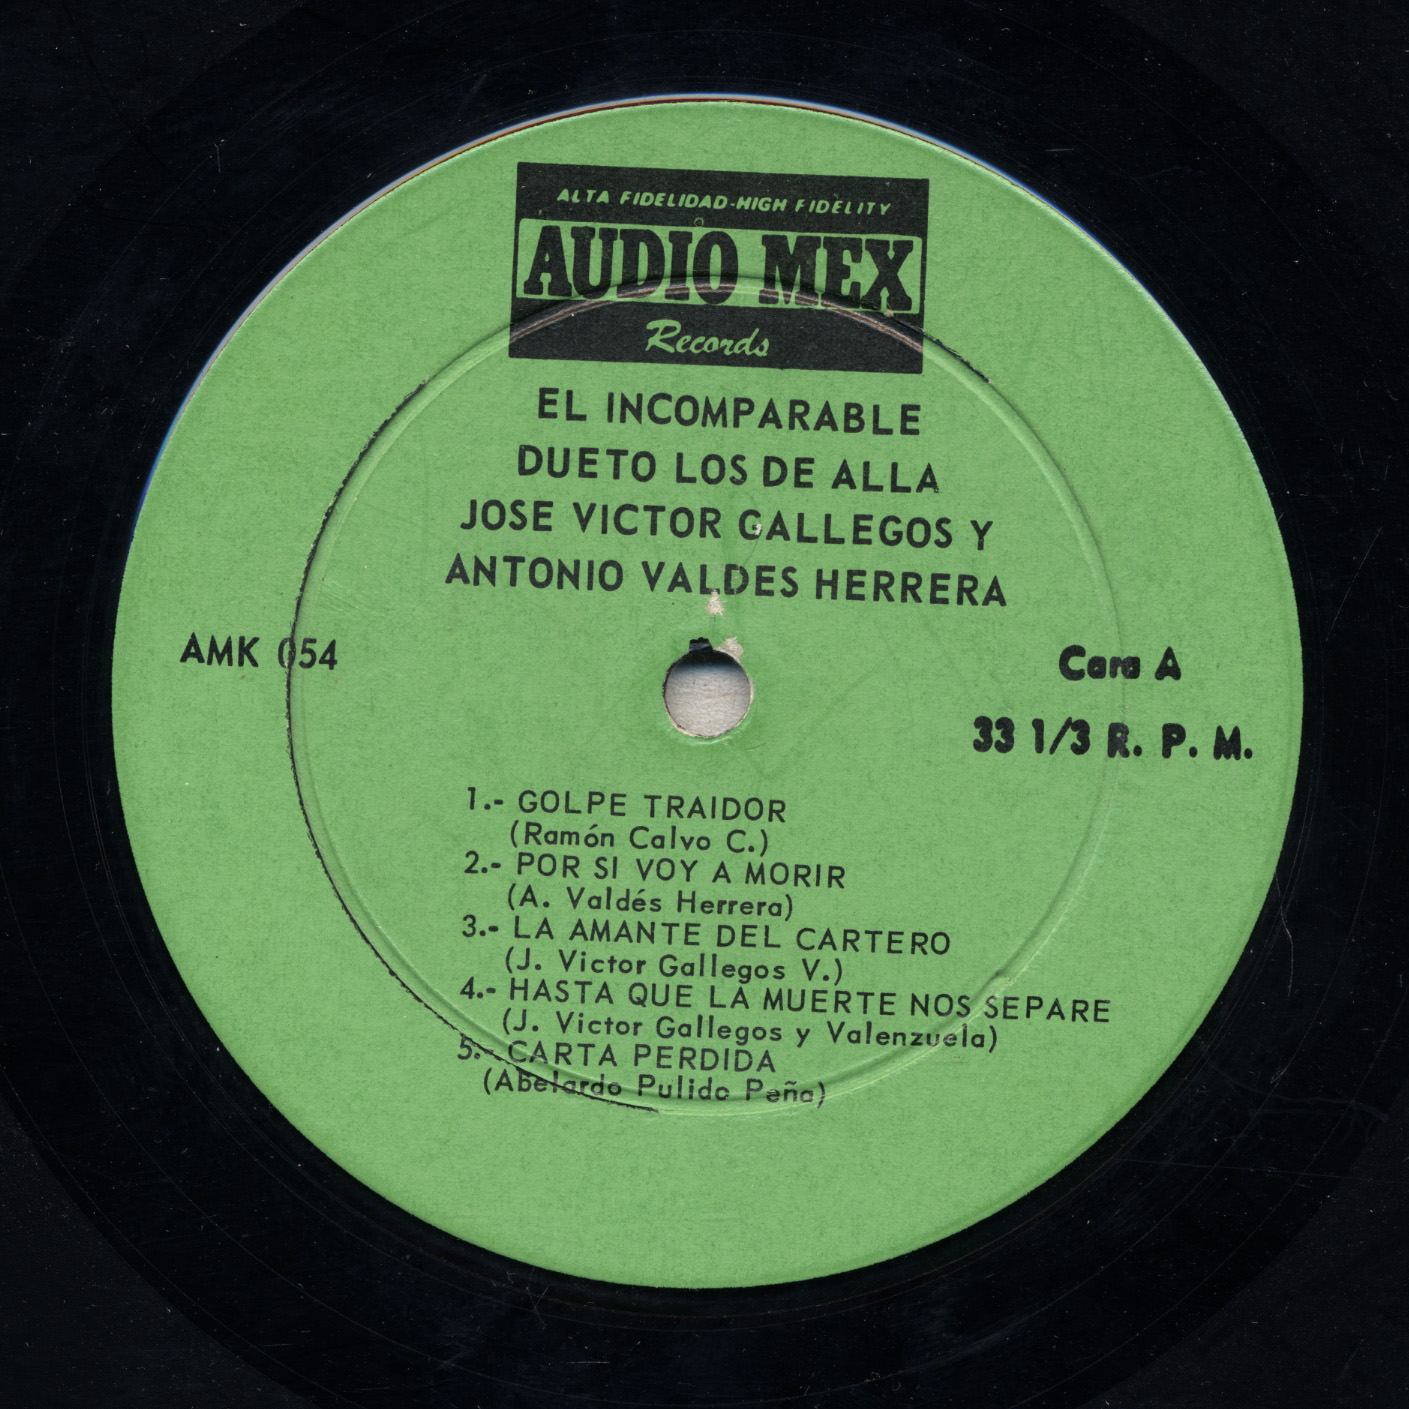 ALTA FIDELIDAD-HIGH FIDELITY
AUDIO MEX
Records
EL INCOMPARABLE
DUETO LOS DE ALLA
JOSE VICTOR GALLEGOS Y
ANTONIO VALDES HERRERA
AMK 054
Cara A
33 1/3 R. P. M.
1.- GOLPE TRAIDOR
(Ramón Calvo C.)
2.- POR SI VOY A MORIR
(A. Valdés Herrera)
3.- LA AMANTE DEL CARTERO
(J. Victor Gallegos V.)
4.- HASTA QUE LA MUERTE NOS SEPARE
(J. Victor Gallegos y Valenzuela)
5.- CARTA PERDIDA
(Abelardo Pulido Peña)